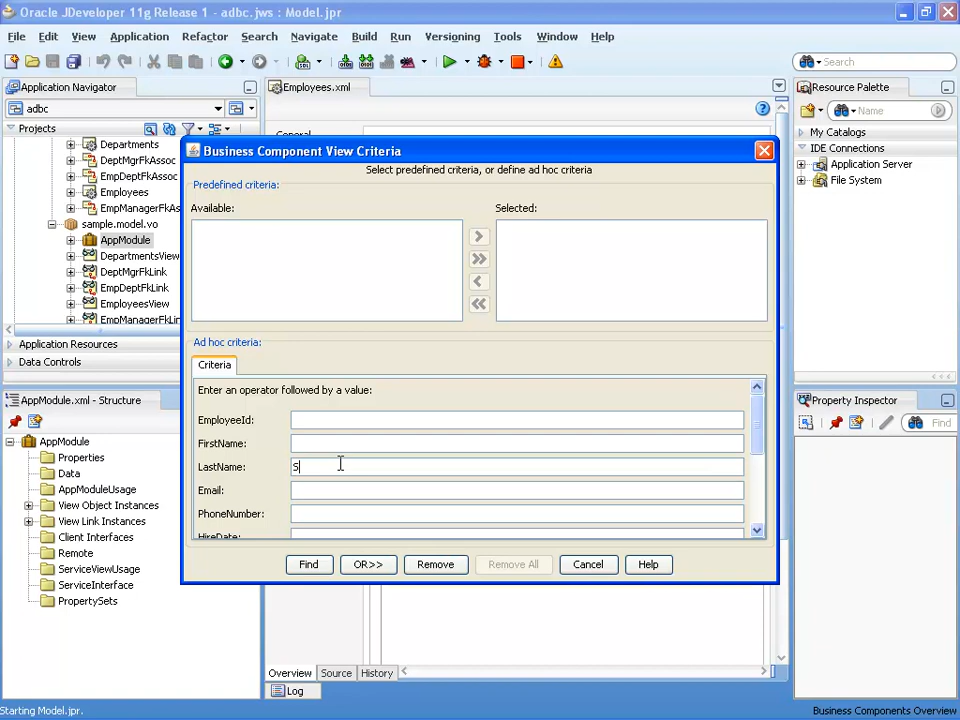 Oracle JDeveloper 11g Release 1 - adbc.jws : Model.jpr
File Edit View Application Refactor Search Navigate Build Run Versioning Tools Window Help
Search
Application Navigator
Employees.xml
Resource Palette
adbc
Name
Projects
My Catalogs
IDE Connections
Application Server
File System
Departments
DeptMgrFkAssoc
EmpDeptFkAssoc
Employees
EmpManagerFkAs
sample.model.vo
AppModule
DepartmentsView
DeptMgrFkLink
EmpDeptFkLink
EmployeesView
EmpManagerFkLin
Application Resources
Data Controls
General
Business Component View Criteria
Select predefined criteria, or define ad hoc criteria
Predefined criteria:
Available:
Selected:
Ad hoc criteria:
Criteria
Enter an operator followed by a value:
EmployeeId:
FirstName:
LastName: S
Email:
PhoneNumber:
HireDate:
Find OR>> Remove Remove All Cancel Help
AppModule.xml - Structure
AppModule
Properties
Data
AppModuleUsage
View Object Instances
View Link Instances
Client Interfaces
Remote
ServiceViewUsage
ServiceInterface
PropertySets
Property Inspector
Find
Overview Source History
Log
Starting Model.jpr.
Business Components Overview